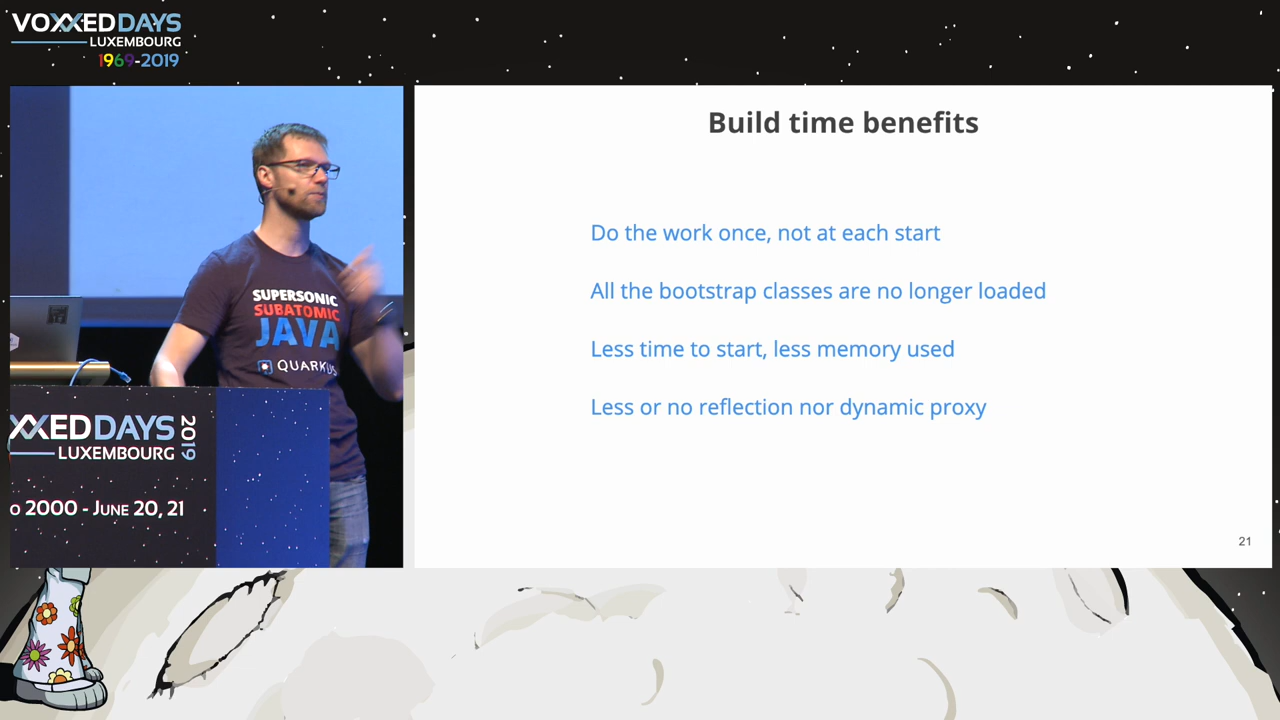 VOXXED DAYS
LUXEMBOURG
1969-2019
Build time benefits
Do the work once, not at each start
All the bootstrap classes are no longer loaded
Less time to start, less memory used
Less or no reflection nor dynamic proxy
21
SUPERSONIC
SUBATOMIC
JAVA
QUARKUS
XXED DAYS
2019
LUXEMBOURG
o 2000 - JUNE 20, 21